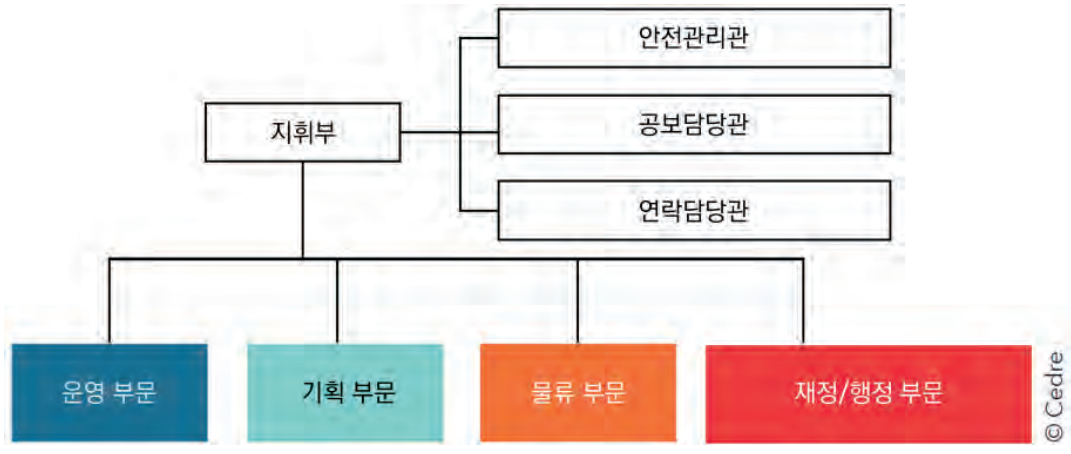 안전관리관
지휘부
공보담당관
연락담당관
운영 부문
기획 부문
물류 부문
재정/행정 부문
© Cedre